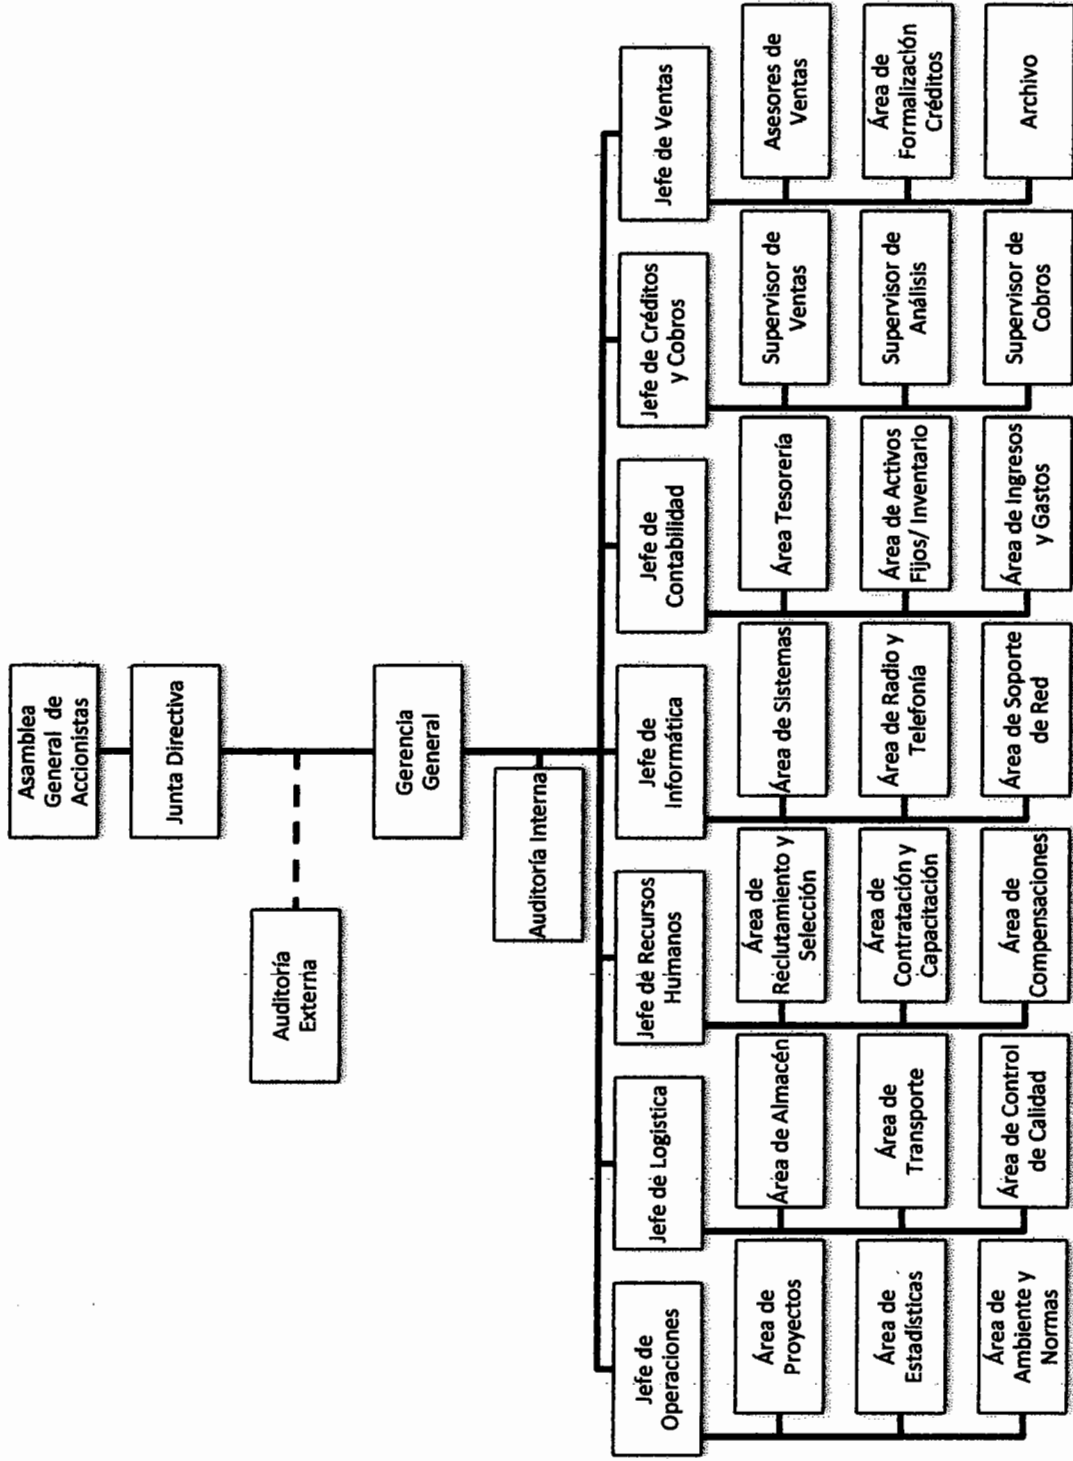 Asamblea
General de
Accionistas
Junta Directiva
Auditoría
Externa
Gerencia
General
Auditoría Interna
Jefe de
Operaciones
Jefe de Logistica
Jefe de Recursos
Humanos
Jefe de
Informática
Jefe de
Contabilidad
Jefe de Créditos
y Cobros
Jefe de Ventas
Área de
Proyectos
Área de Almacén
Área de
Reclutamiento y
Selección
Área de Sistemas
Área Tesorería
Supervisor de
Ventas
Asesores de
Ventas
Área de
Estadísticas
Área de
Transporte
Área de
Contratación y
Capacitación
Área de Radio y
Telefonía
Área de Activos
Fijos/ Inventario
Supervisor de
Análisis
Área de
Formalización
Créditos
Área de
Ambiente y
Normas
Área de Control
de Calidad
Área de
Compensaciones
Área de Soporte
de Red
Área de Ingresos
y Gastos
Supervisor de
Cobros
Archivo